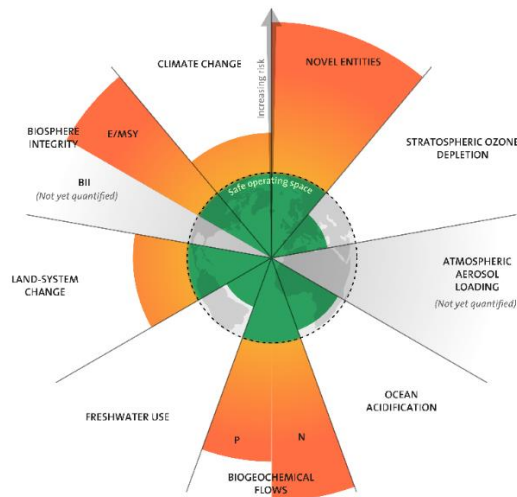 CLIMATE CHANGE
NOVEL ENTITIES
Increasing risk
STRATOSPHERIC OZONE
DEPLETION
ATMOSPHERIC
AEROSOL
LOADING
(Not yet quantified)
OCEAN
ACIDIFICATION
N
P
BIOGEOCHEMICAL
FLOWS
FRESHWATER USE
LAND-SYSTEM
CHANGE
BIOSPHERE
INTEGRITY
E/MSY
BII
(Not yet quantified)
Safe operating space